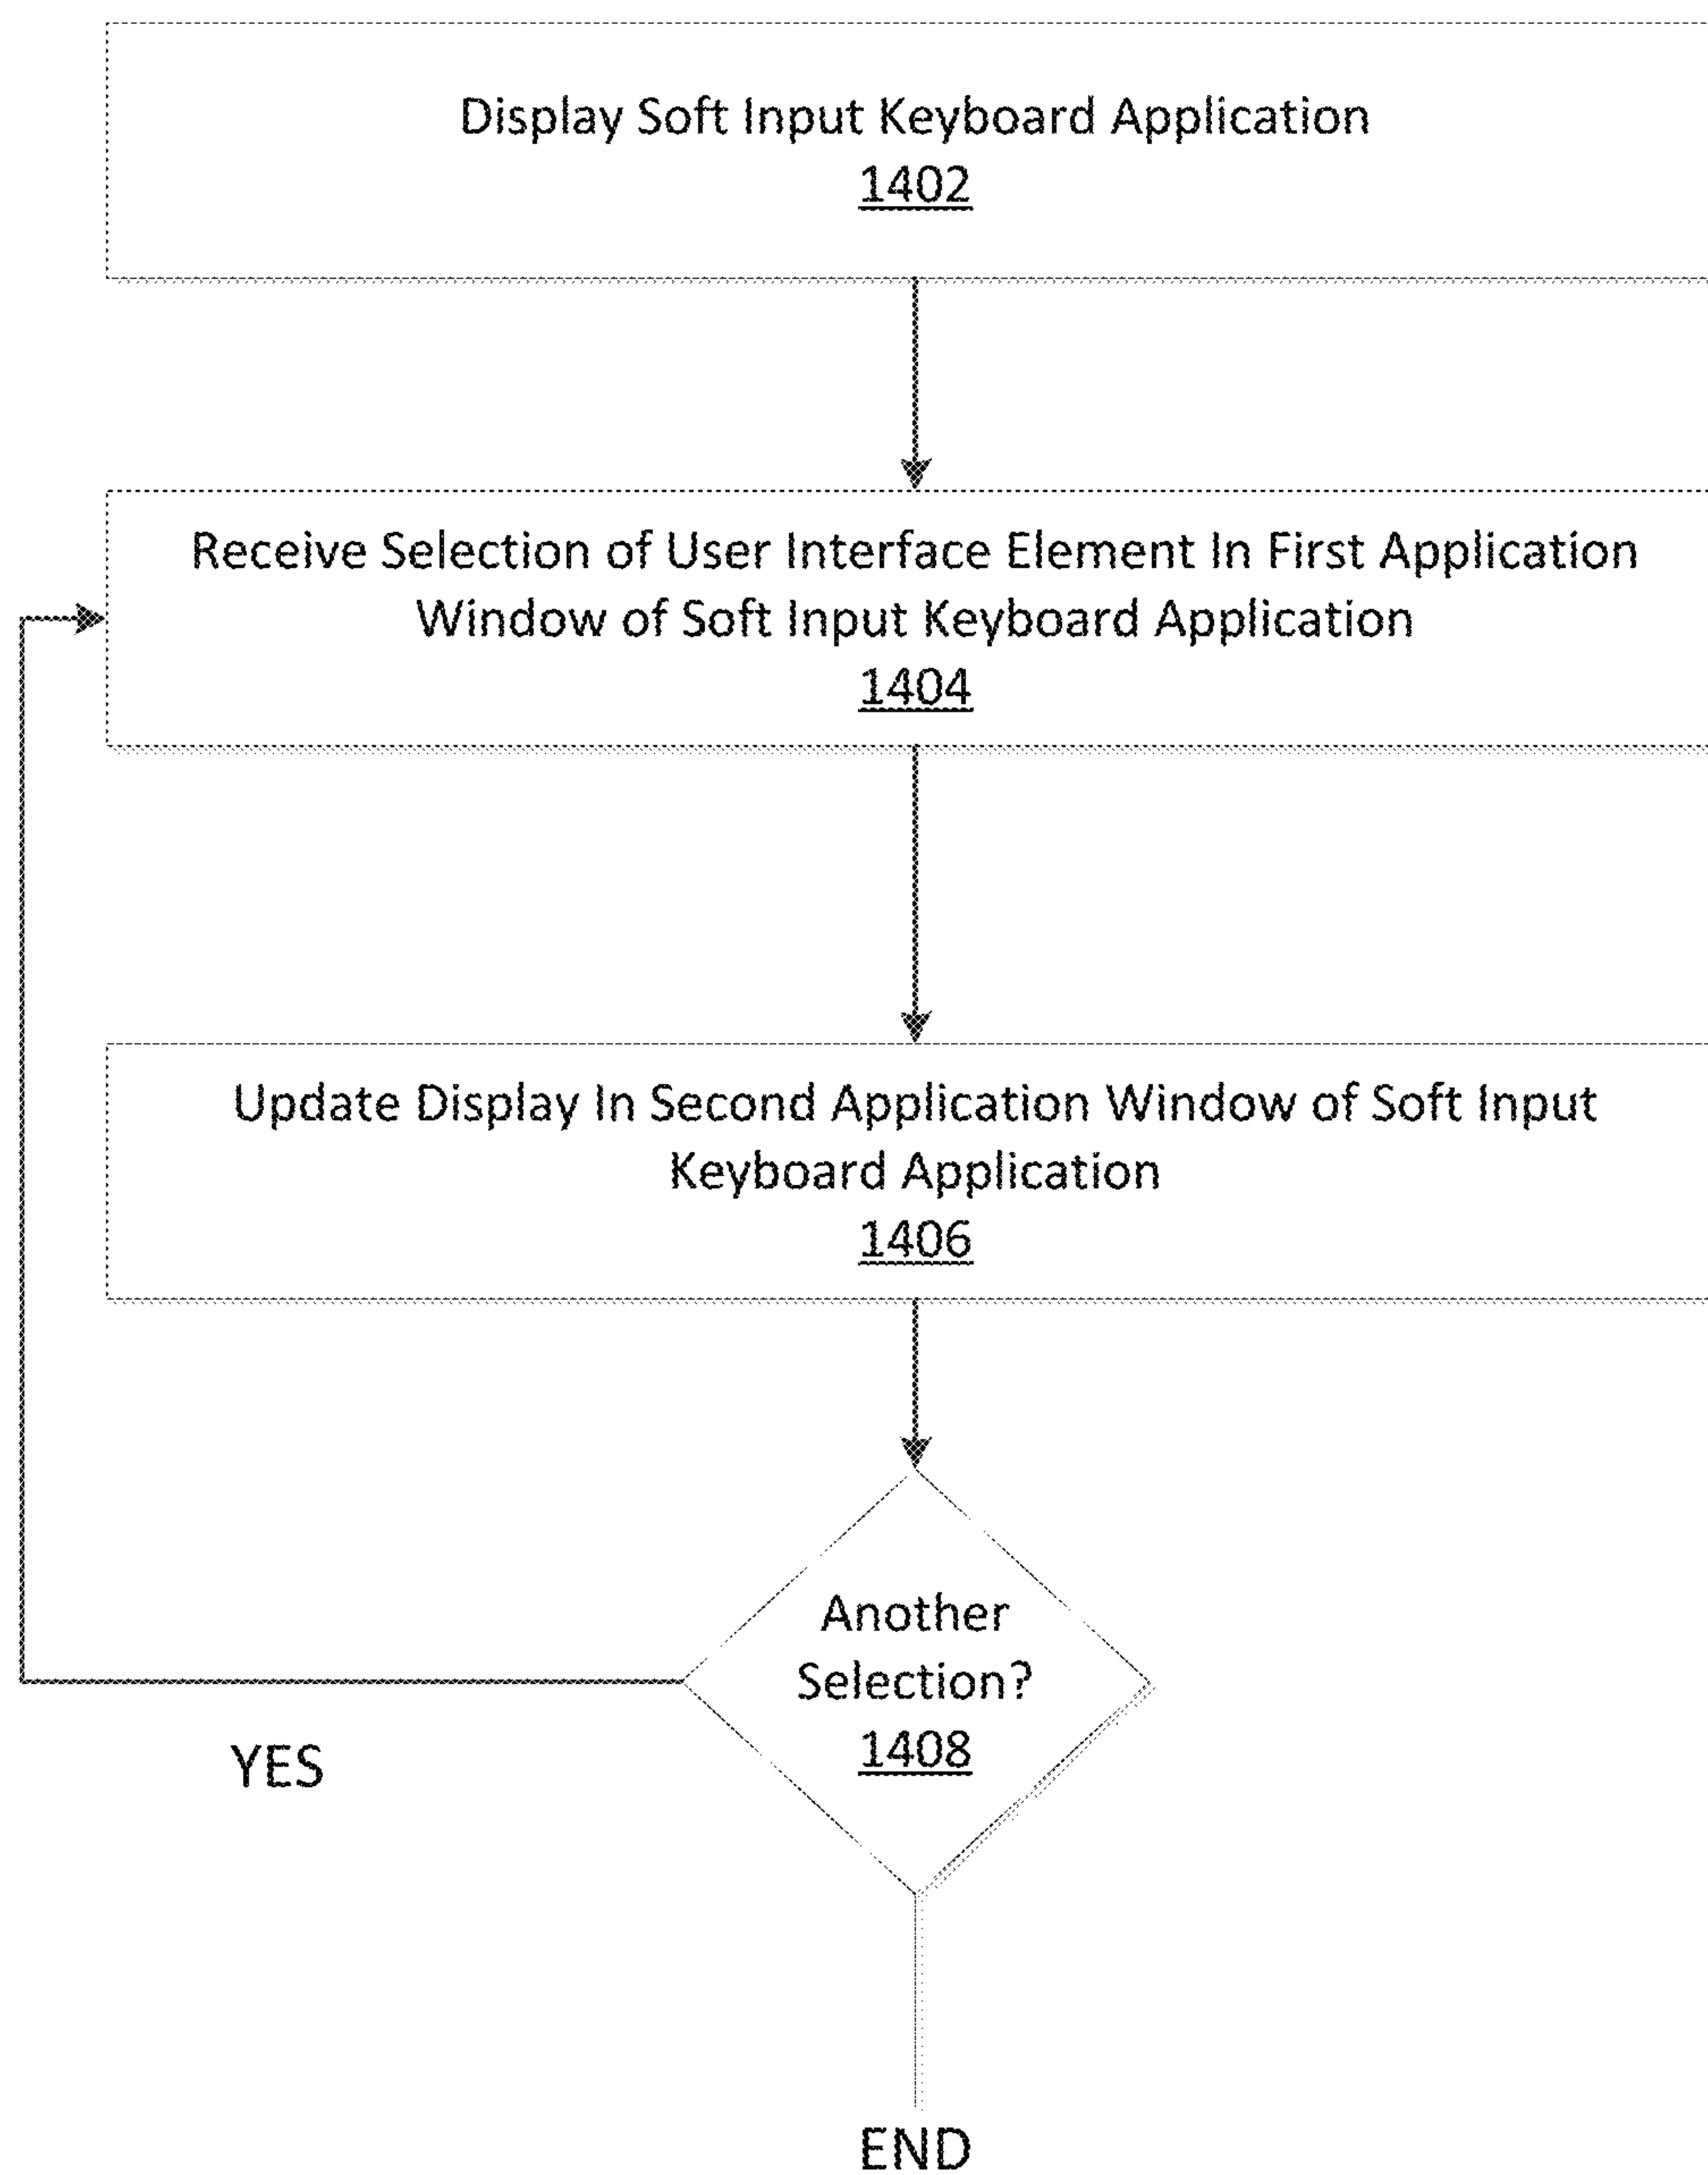 Display Soft Input Keyboard Application
1402
Receive Selection of User Interface Element In First Application
Window of Soft Input Keyboard Application
1404
Update Display In Second Application Window of Soft Input
Keyboard Application
1406
Another
Selection?
1408
YES
END